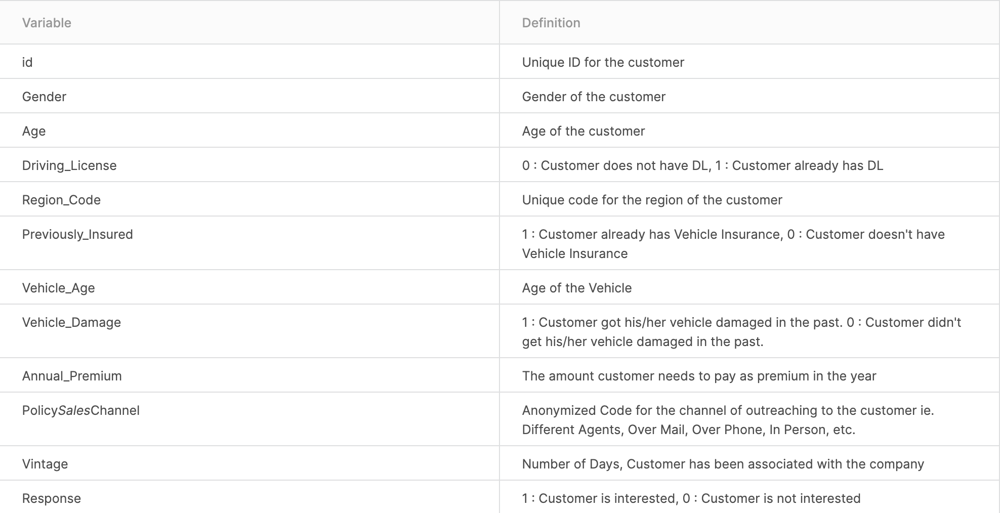 Variable Definition
id Unique ID for the customer
Gender Gender of the customer
Age Age of the customer
Driving_License 0 : Customer does not have DL, 1 : Customer already has DL
Region_Code Unique code for the region of the customer
Previously_Insured 1 : Customer already has Vehicle Insurance, 0 : Customer doesn't have
Vehicle Insurance
Vehicle_Age Age of the Vehicle
Vehicle_Damage 1 : Customer got his/her vehicle damaged in the past. 0 : Customer didn't
get his/her vehicle damaged in the past.
Annual_Premium The amount customer needs to pay as premium in the year
PolicySalesChannel Anonymized Code for the channel of outreaching to the customer ie.
Different Agents, Over Mail, Over Phone, In Person, etc.
Vintage Number of Days, Customer has been associated with the company
Response 1 : Customer is interested, 0 : Customer is not interested